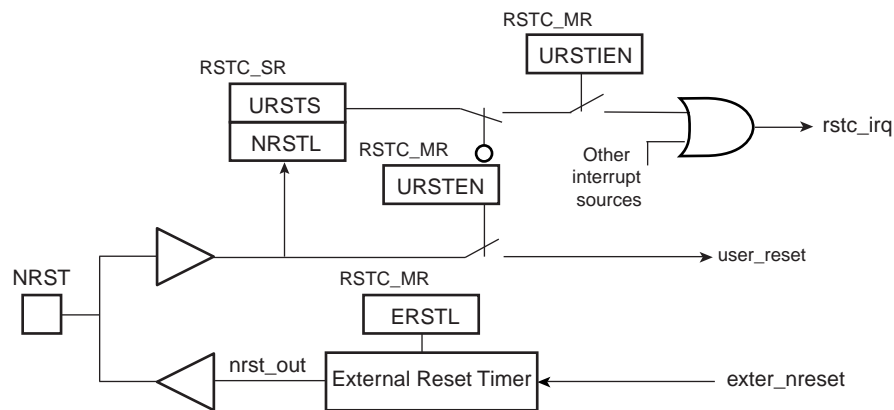 RSTC_MR
URSTIEN
RSTC_SR
URSTS
NRSTL
rstc_irq
RSTC_MR
URSTEN
Other
interrupt
sources
user_reset
NRST
RSTC_MR
ERSTL
nrst_out
External Reset Timer
exter_nreset